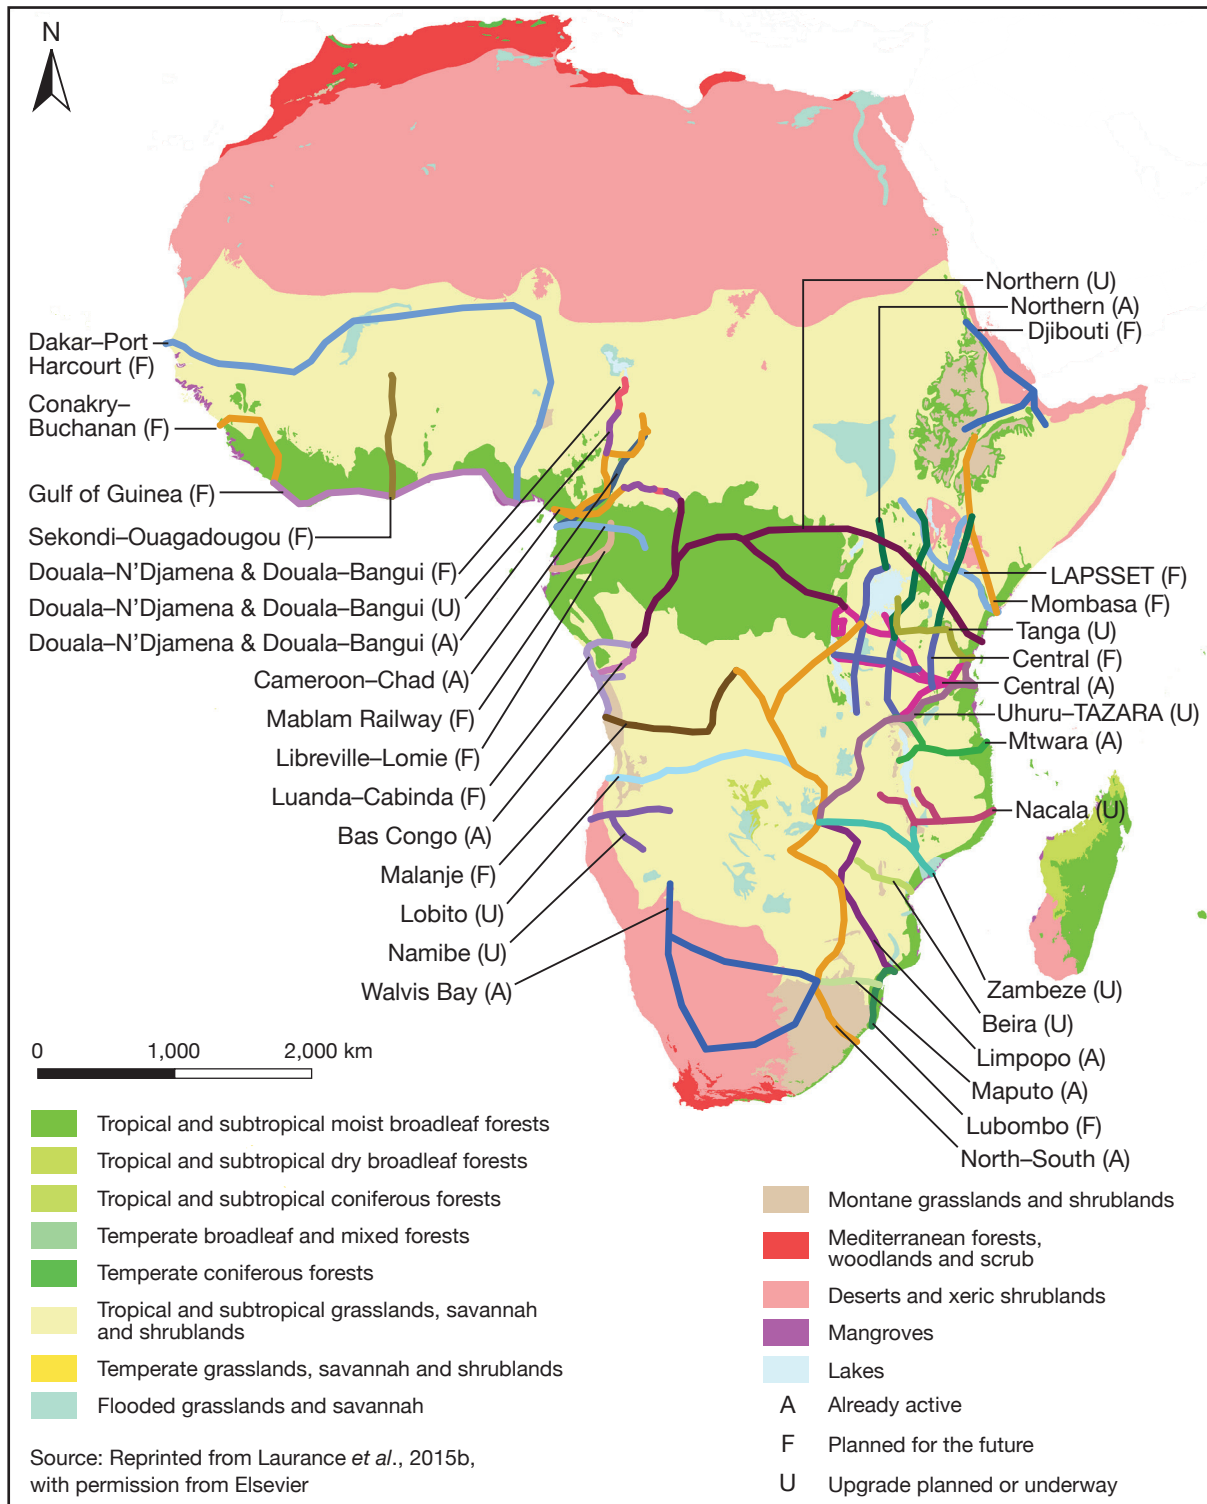 N
Northern (U)
Northern (A)
Djibouti (F)
Dakar–Port
Harcourt (F)
Conakry–
Buchanan (F)
Gulf of Guinea (F)
Sekondi–Ouagadougou (F)
Douala–N'Djamena & Douala–Bangui (F)
Douala–N'Djamena & Douala–Bangui (U)
Douala–N'Djamena & Douala–Bangui (A)
Cameroon–Chad (A)
Mablam Railway (F)
Libreville–Lomie (F)
Luanda–Cabinda (F)
Bas Congo (A)
Malanje (F)
Lobito (U)
Namibe (U)
Walvis Bay (A)
LAPSSET (F)
Mombasa (F)
Tanga (U)
Central (F)
Central (A)
Uhuru–TAZARA (U)
Mtwara (A)
Nacala (U)
Zambeze (U)
Beira (U)
Limpopo (A)
Maputo (A)
Lubombo (F)
North–South (A)
0 1,000 2,000 km
Tropical and subtropical moist broadleaf forests
Tropical and subtropical dry broadleaf forests
Tropical and subtropical coniferous forests
Temperate broadleaf and mixed forests
Temperate coniferous forests
Tropical and subtropical grasslands, savannah
and shrublands
Temperate grasslands, savannah and shrublands
Flooded grasslands and savannah
Montane grasslands and shrublands
Mediterranean forests,
woodlands and scrub
Deserts and xeric shrublands
Mangroves
Lakes
A Already active
F Planned for the future
U Upgrade planned or underway
Source: Reprinted from Laurance et al., 2015b,
with permission from Elsevier